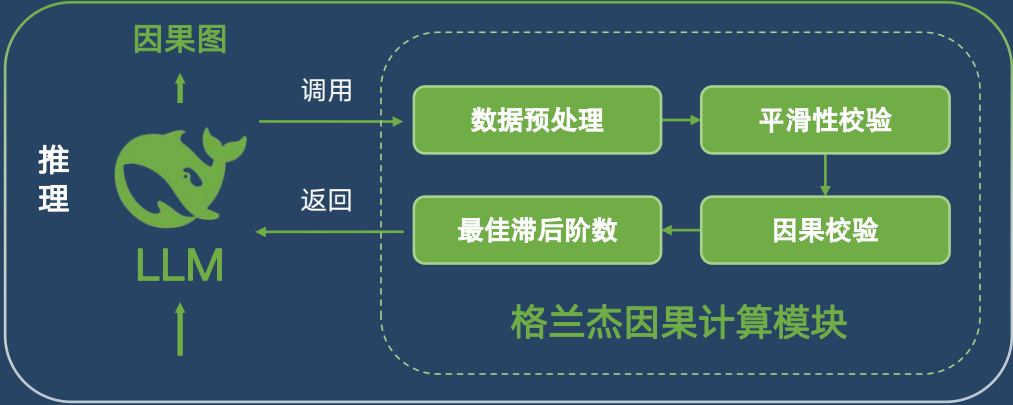 因果图
推理
LLM
调用
返回
数据预处理
平滑性校验
因果校验
最佳滞后阶数
格兰杰因果计算模块